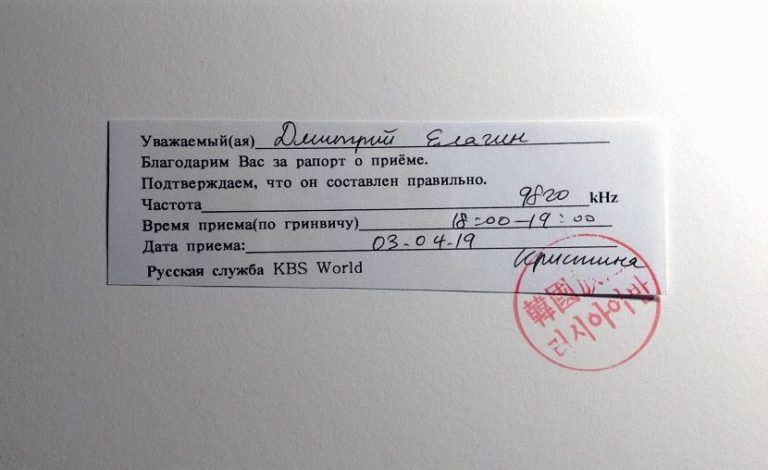 Уважаемый(ая) Дмитрий Елагин
Благодарим Вас за рапорт о приёме.
Подтверждаем, что он составлен правильно.
Частота 9820 kHz
Время приема(по гринвичу) 18:00-19:00
Дата приема: 03-04-19
Русская служба KBS World Кристина
韓國
러시아어반